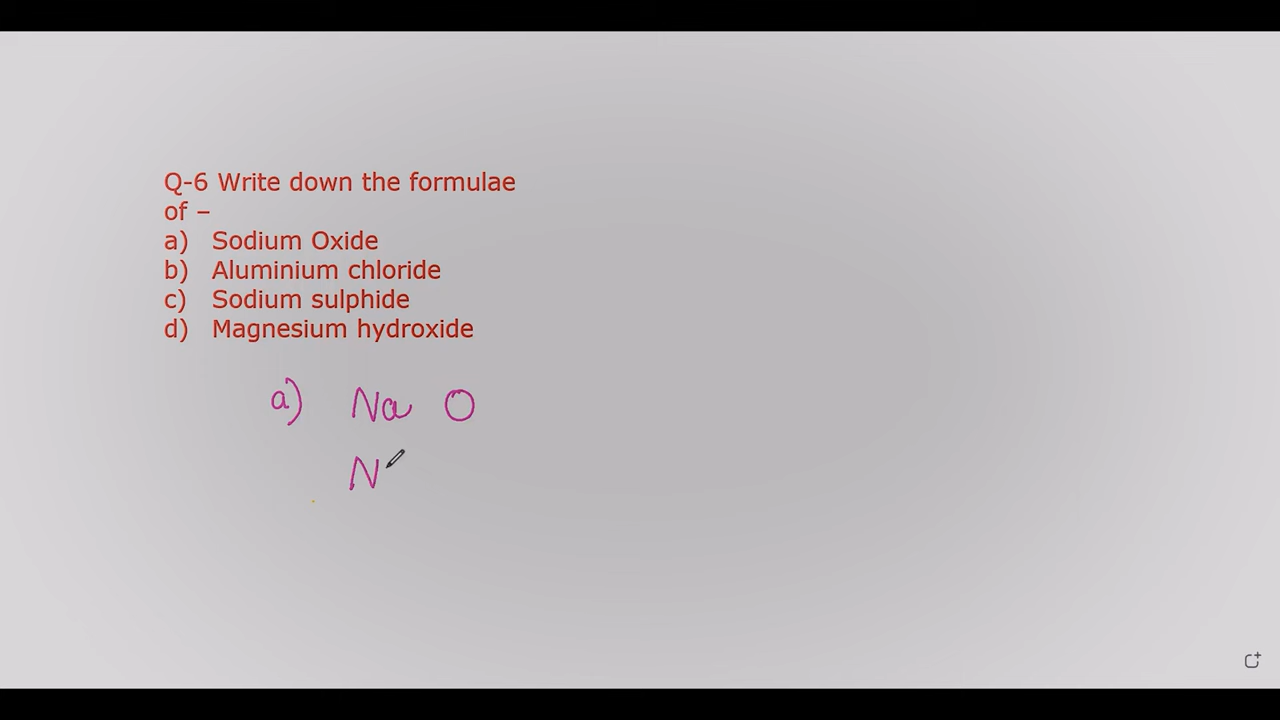 Q-6 Write down the formulae
of –
a) Sodium Oxide
b) Aluminium chloride
c) Sodium sulphide
d) Magnesium hydroxide
a) Na O
N